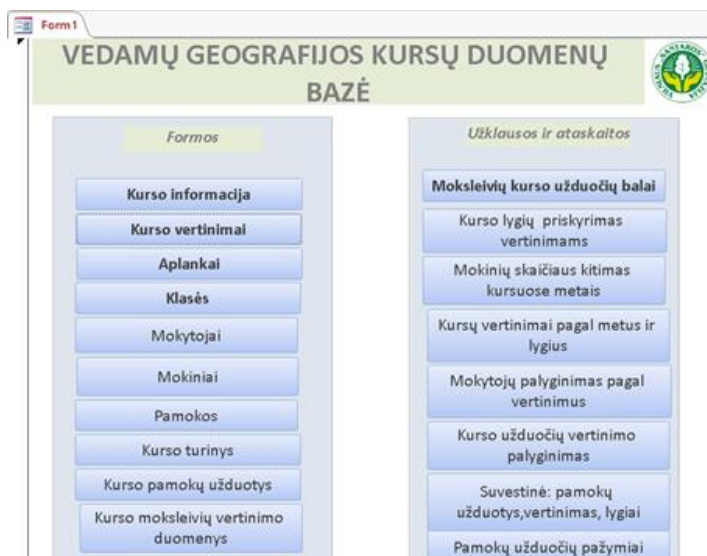 Form1
VEDAMŲ GEOGRAFIJOS KURSŲ DUOMENŲ
BAZĖ
Formos
Kurso informacija
Kurso vertinimai
Aplankai
Klasės
Mokytojai
Mokiniai
Pamokos
Kurso turinys
Kurso pamokų užduotys
Kurso moksleivių vertinimo
duomenys
Užklausos ir ataskaitos
Moksleivių kurso užduočių balai
Kurso lygių priskyrimas
vertinimams
Mokinių skaičiaus kitimas
kursuose metais
Kursų vertinimai pagal metus ir
lygius
Mokytojų palyginimas pagal
vertinimus
Kurso užduočių vertinimo
palyginimas
Suvestinė: pamokų
užduotys,vertinimas, lygiai
Pamokų užduočių pažymiai